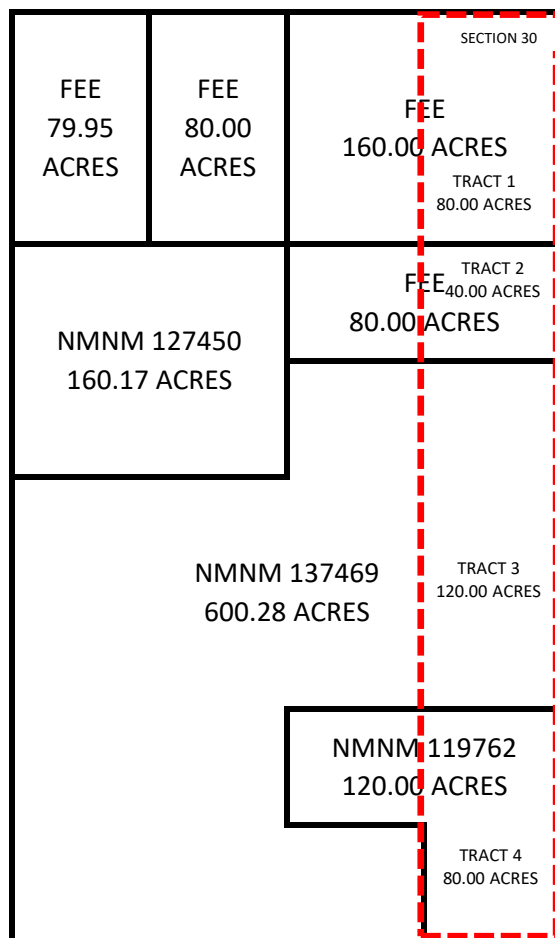 SECTION 30
FEE
79.95
ACRES
FEE
80.00
ACRES
FEE
160.00 ACRES
TRACT 1
80.00 ACRES
TRACT 2
40.00 ACRES
FEE
80.00 ACRES
NMNM 127450
160.17 ACRES
NMNM 137469
600.28 ACRES
TRACT 3
120.00 ACRES
NMNM 119762
120.00 ACRES
TRACT 4
80.00 ACRES